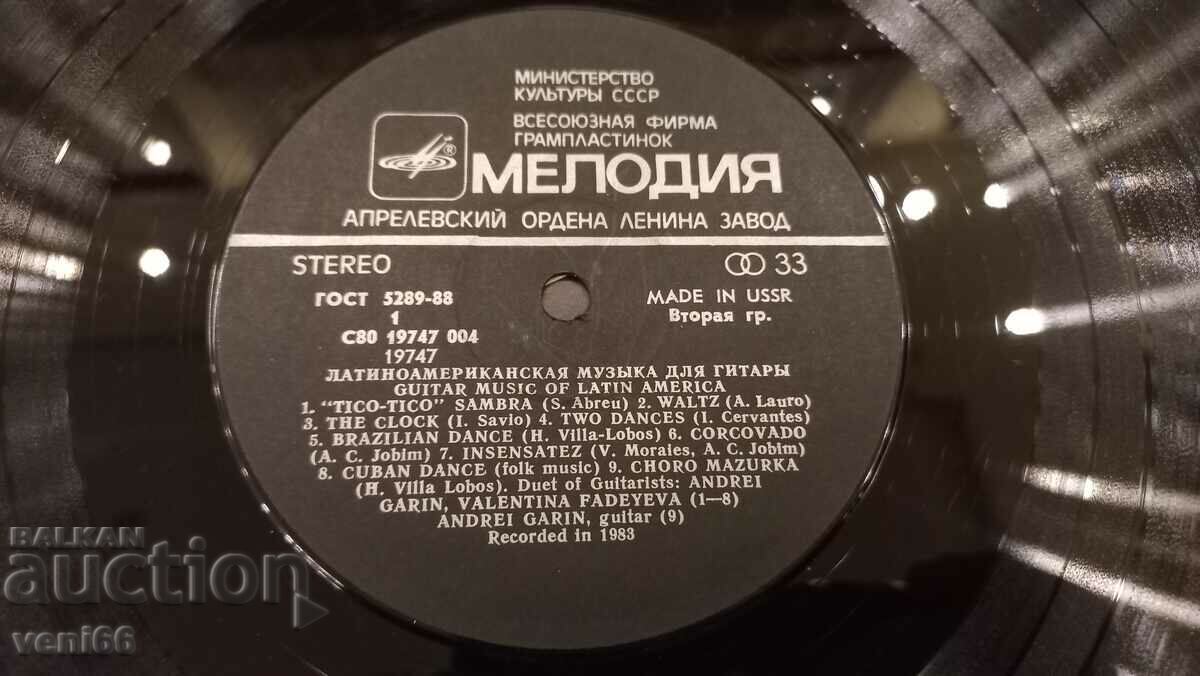 МИНИСТЕРСТВО
КУЛЬТУРЫ СССР
ВСЕСОЮЗНАЯ ФИРМА
ГРАМПЛАСТИНОК
® МЕЛОДИЯ
АПРЕЛЕВСКИЙ ОРДЕНА ЛЕНИНА ЗАВОД
STEREO 33
ГОСТ 5289-88 MADE IN USSR
1 Вторая гр.
С80 19747 004
19747
ЛАТИНОАМЕРИКАНСКАЯ МУЗЫКА ДЛЯ ГИТАРЫ
GUITAR MUSIC OF LATIN AMERICA
1. "TICO-TICO" SAMBRA (S. Abreu) 2. WALTZ (A. Lauro)
3. THE CLOCK (I. Savio) 4. TWO DANCES (I. Cervantes)
5. BRAZILIAN DANCE (H. Villa-Lobos) 6. CORCOVADO
(A. C. Jobim) 7. INSENSATEZ (V. Morales, A. C. Jobim)
8. CUBAN DANCE (folk music) 9. CHORO MAZURKA
(H. Villa Lobos). Duet of Guitarists: ANDREI
GARIN, VALENTINA FADEYEVA (1—8)
ANDREI GARIN, guitar (9)
Recorded in 1983
BALKAN
auction
veni66